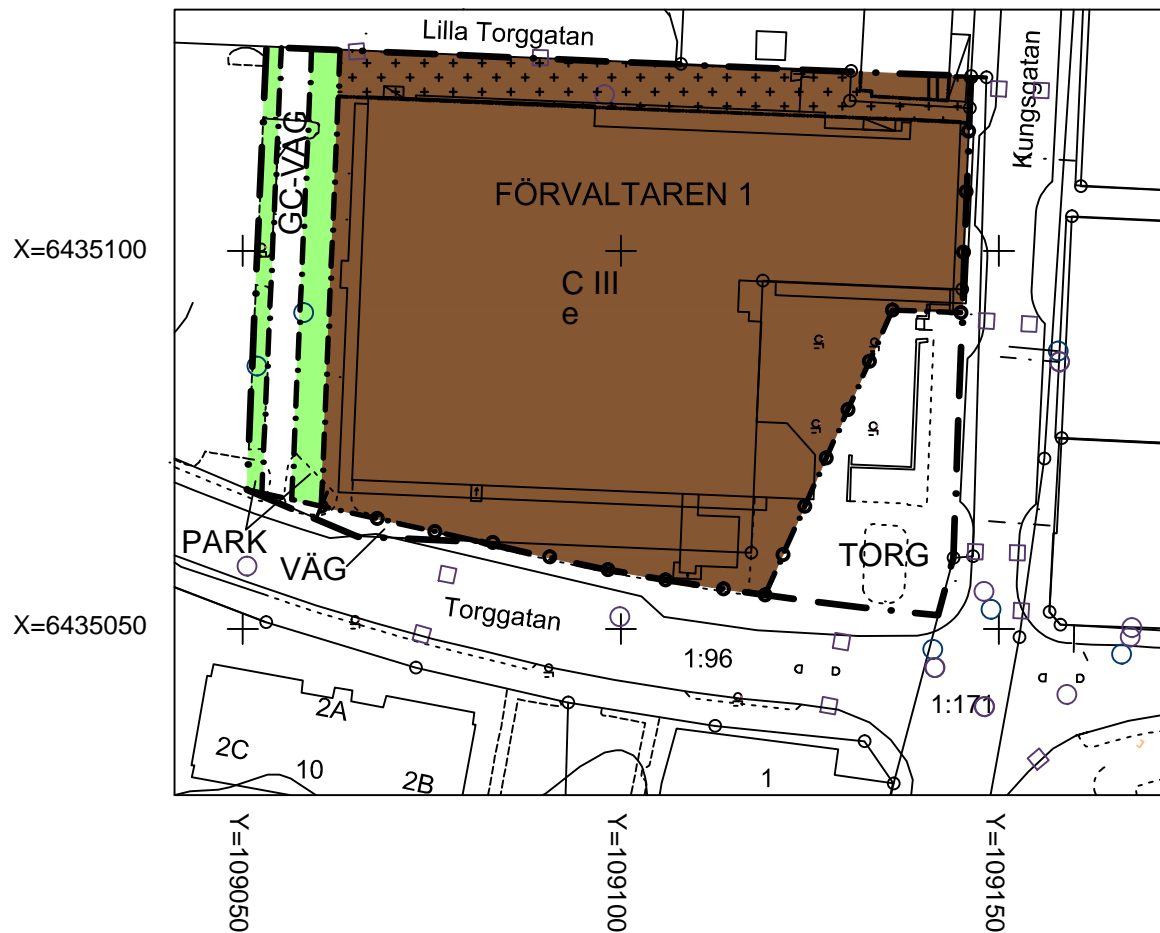 Lilla Torggatan
Kungsgatan
GC-VÄG
FÖRVALTAREN 1
X=6435100
C III
e
PARK
VÄG
TORG
Torggatan
X=6435050
1:96
1:171
2A
2C
10
2B
1
Y=109050
Y=109100
Y=109150